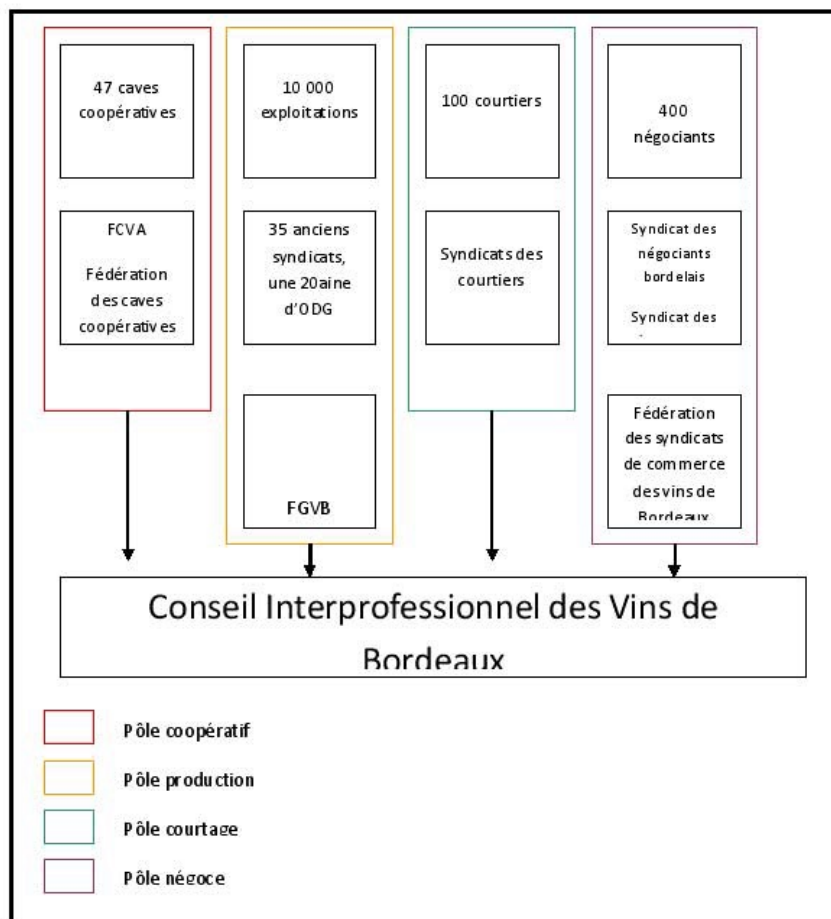 47 caves
coopératives
10 000
exploitations
100 courtiers
400
négociants
FCVA
Fédération
des caves
coopératives
35 anciens
syndicats,
une 20aine
d'ODG
Syndicats des
courtiers
Syndicat des
négociants
bordelais
Syndicat des
FGVB
Fédération
des syndicats
de commerce
des vins de
Bordeaux
Conseil Interprofessionnel des Vins de
Bordeaux
Pôle coopératif
Pôle production
Pôle courtage
Pôle négoce